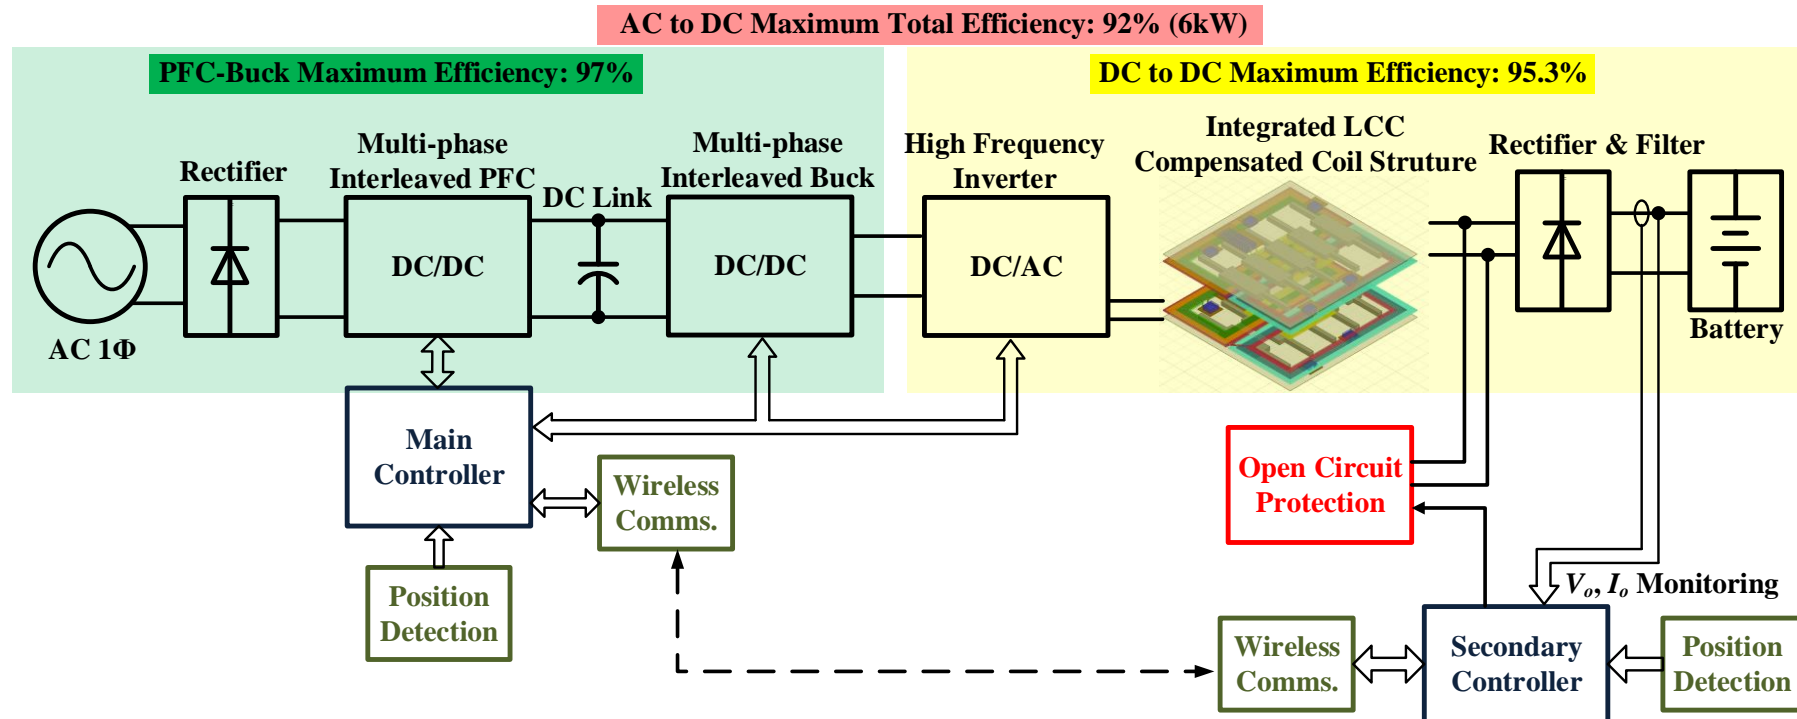 AC to DC Maximum Total Efficiency: 92% (6kW)
PFC-Buck Maximum Efficiency: 97%
DC to DC Maximum Efficiency: 95.3%
Rectifier
Multi-phase
Interleaved PFC
DC Link
Multi-phase
Interleaved Buck
High Frequency
Inverter
Integrated LCC
Compensated Coil Struture
Rectifier & Filter
DC/DC
DC/DC
DC/AC
AC 1Φ
Battery
Main
Controller
Wireless
Comms.
Position
Detection
Open Circuit
Protection
Vo, Io Monitoring
Wireless
Comms.
Secondary
Controller
Position
Detection